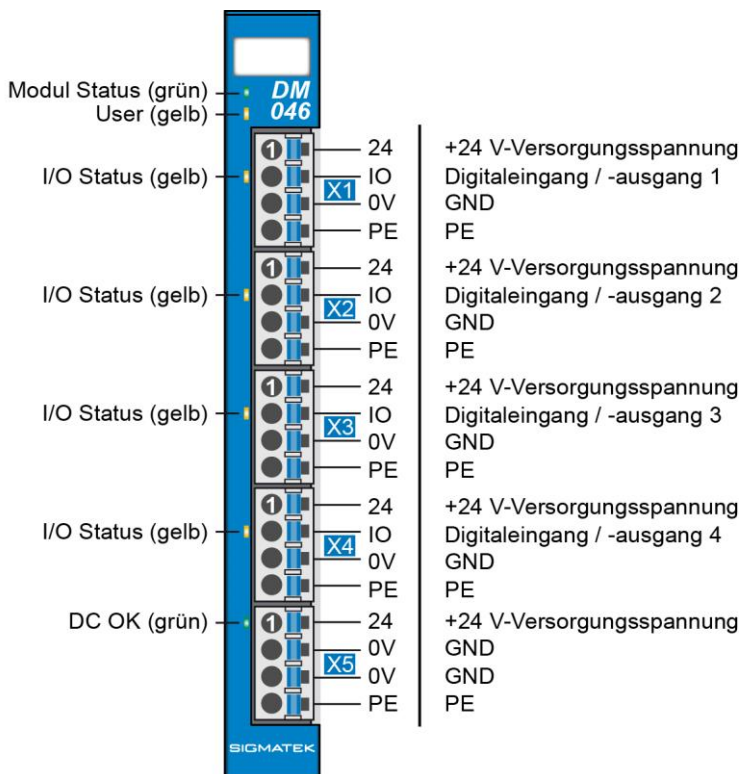 DM
Modul Status (grün)
046
User (gelb)
1 24 +24 V-Versorgungsspannung
I/O Status (gelb) IO Digitaleingang / -ausgang 1
X1
0V GND
PE PE
1 24 +24 V-Versorgungsspannung
I/O Status (gelb) IO Digitaleingang / -ausgang 2
X2
0V GND
PE PE
1 24 +24 V-Versorgungsspannung
I/O Status (gelb) IO Digitaleingang / -ausgang 3
X3
0V GND
PE PE
1 24 +24 V-Versorgungsspannung
I/O Status (gelb) IO Digitaleingang / -ausgang 4
X4
0V GND
PE PE
DC OK (grün) 1 24 +24 V-Versorgungsspannung
0V GND
X5
0V GND
PE PE
SIGMATEK